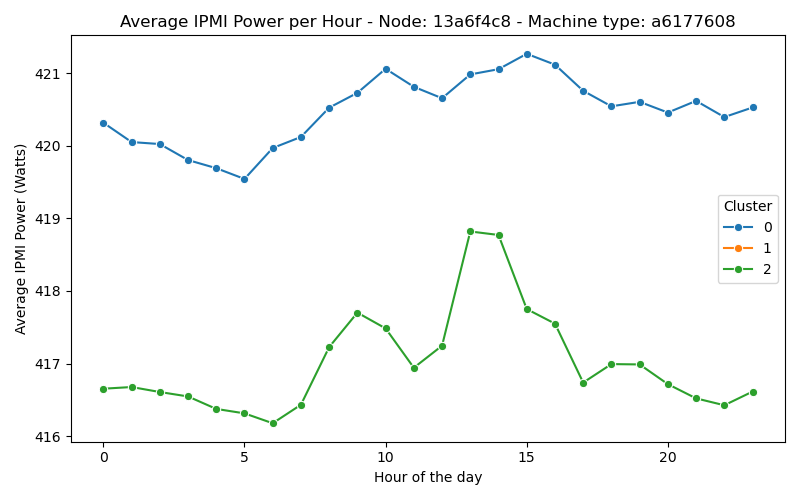 Average IPMI Power per Hour - Node: 13a6f4c8 - Machine type: a6177608
Average IPMI Power (Watts)
421
420
419
418
417
416
Cluster
0
1
2
0 5 10 15 20
Hour of the day